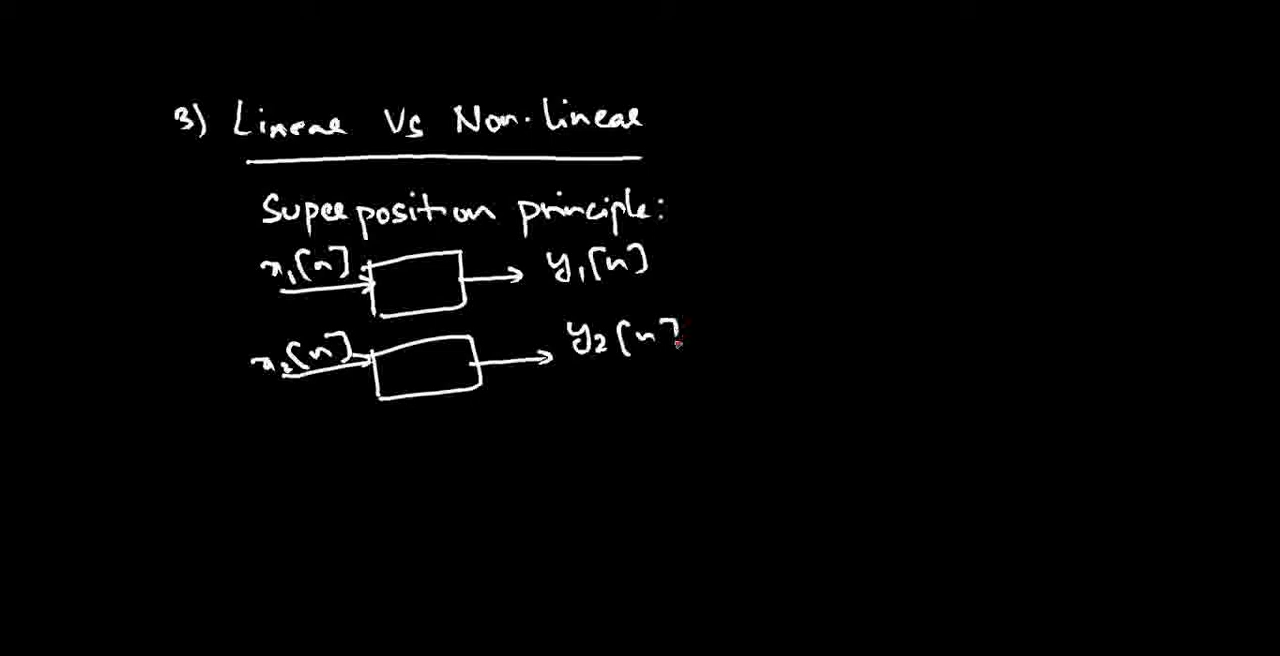 3) Linear Vs Non-linear
Superposition principle:
x₁[n] y₁[n]
x₂[n] y₂[n]